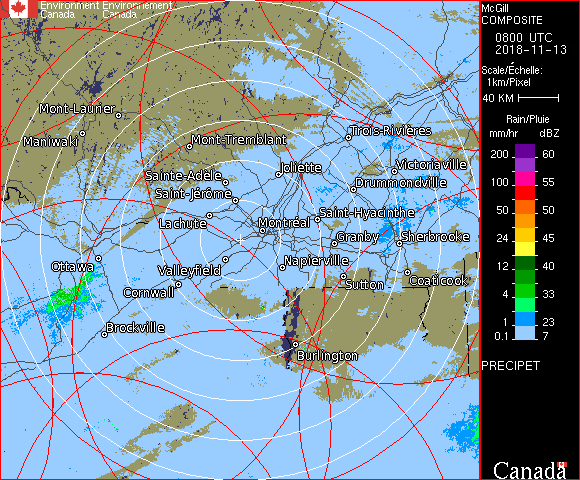 Environment Environnement
Canada Canada
McGill
COMPOSITE
0800 UTC
2018-11-13
Scale/Échelle:
1km/Pixel
40 KM
Rain/Pluie
mm/hr dBZ
200 60
100 55
50 50
24 45
12 40
4 33
1 23
0.1 7
PRECIPET
Canada
Mont-Laurier
Maniwaki
Mont-Tremblant
Trois-Rivières
Joliette
Victoriaville
Sainte-Adèle
Drummondville
Saint-Jérôme
Saint-Hyacinthe
Lachute
Montréal
Granby
Sherbrooke
Ottawa
Valleyfield
Napierville
Sutton
Coaticook
Cornwall
Brockville
Burlington